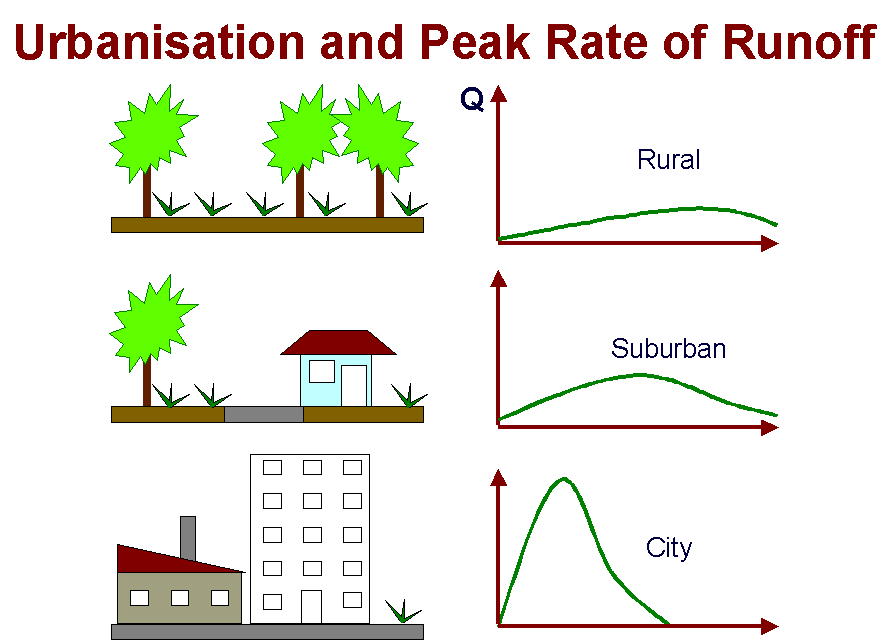 Urbanisation and Peak Rate of Runoff
Q
Rural
Suburban
City